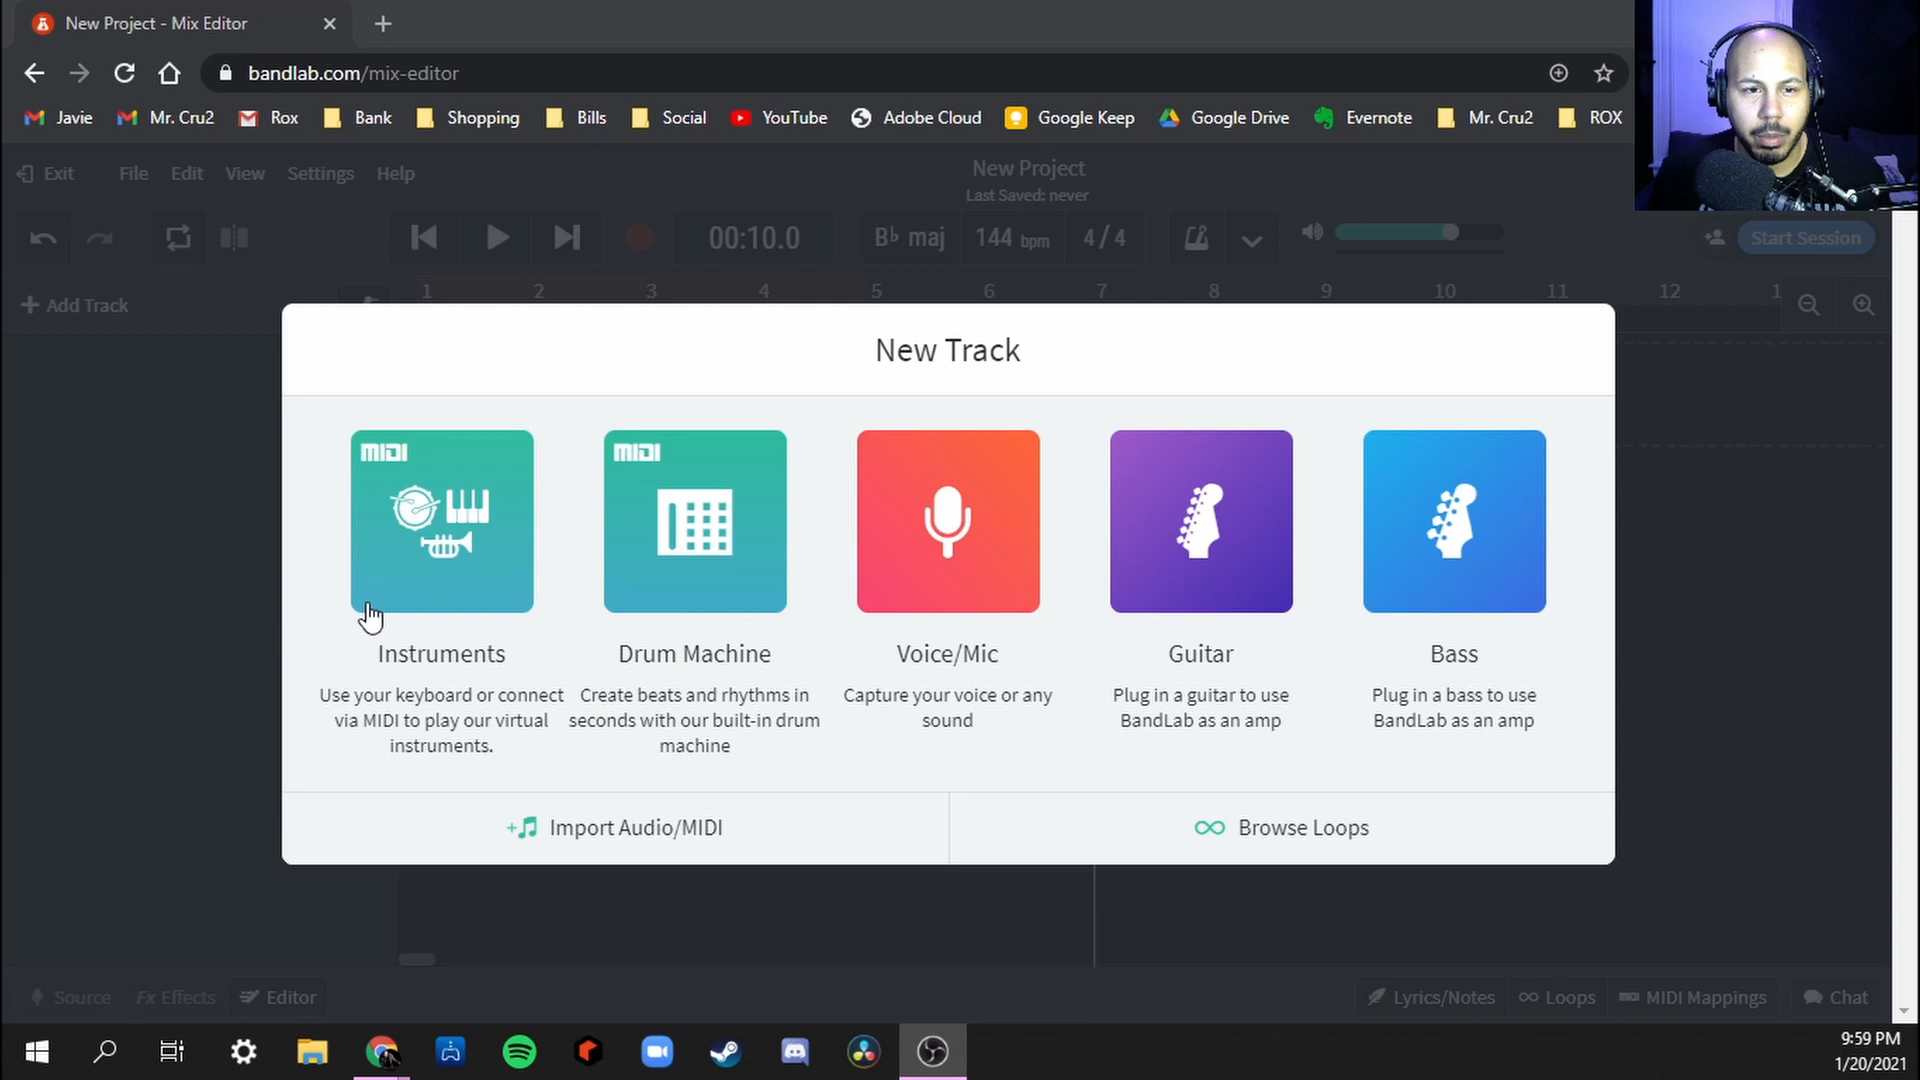 New Project - Mix Editor
bandlab.com/mix-editor
Javie Mr. Cru2 Rox Bank Shopping Bills Social YouTube Adobe Cloud Google Keep Google Drive Evernote Mr. Cru2 ROX
Exit File Edit View Settings Help
New Project
Last Saved: never
00:10.0 B♭ maj 144 bpm 4/4 Start Session
+ Add Track 1 2 3 4 5 6 7 8 9 10 11 12 1
New Track
MIDI MIDI
Instruments Drum Machine Voice/Mic Guitar Bass
Use your keyboard or connect
via MIDI to play our virtual
instruments.
Create beats and rhythms in
seconds with our built-in drum
machine
Capture your voice or any
sound
Plug in a guitar to use
BandLab as an amp
Plug in a bass to use
BandLab as an amp
Import Audio/MIDI Browse Loops
Source Fx Effects Editor Lyrics/Notes Loops MIDI Mappings Chat
9:59 PM
1/20/2021